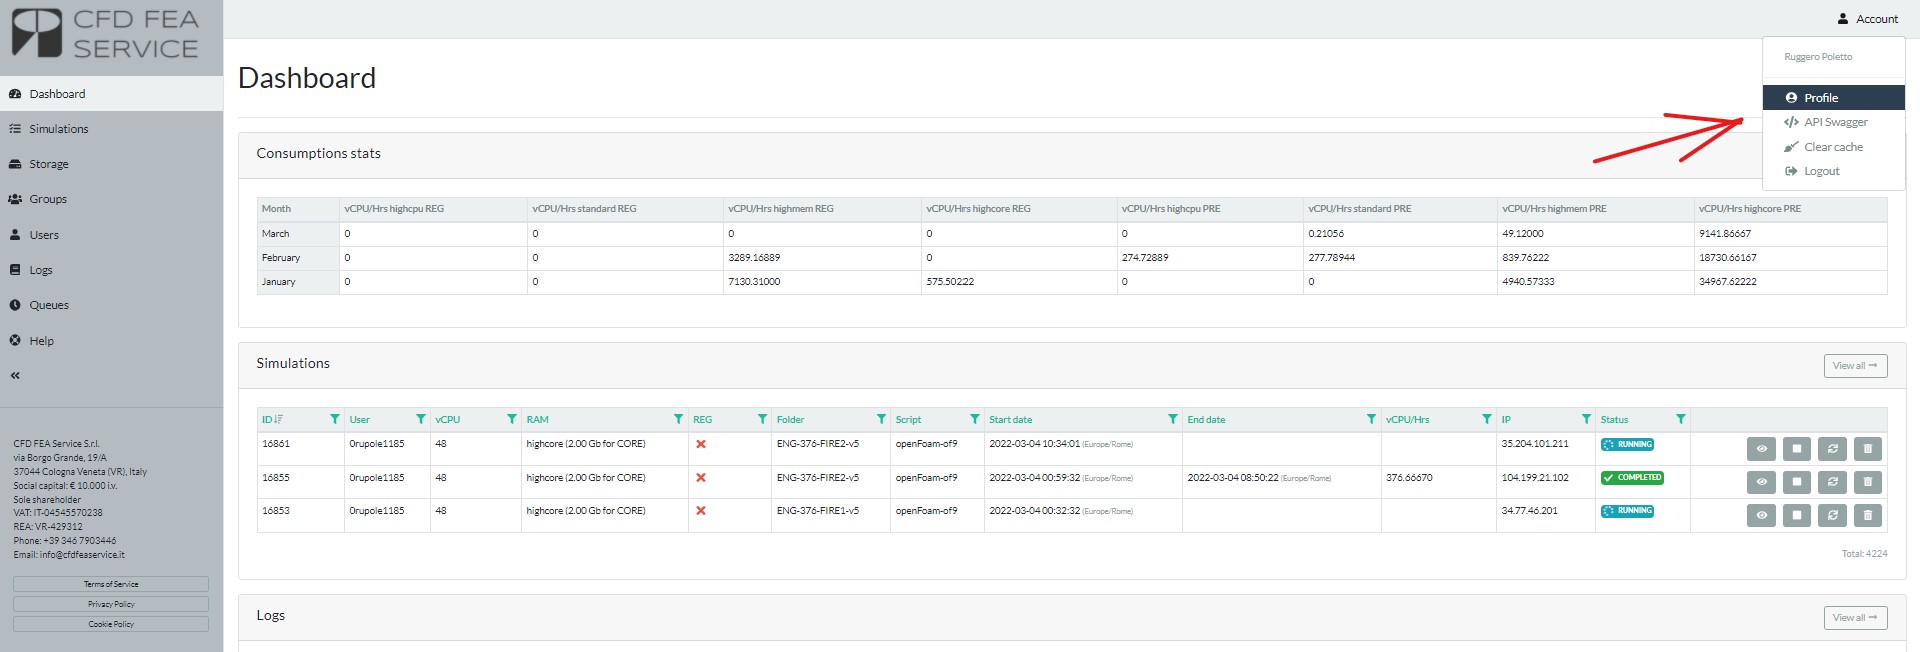 CFD FEA
SERVICE
Account
Ruggero Poletto
Profile
API Swagger
Clear cache
Logout
Dashboard
Simulations
Storage
Groups
Users
Logs
Queues
Help
CFD FEA Service S.r.l.
via Borgo Grande, 19/A
37044 Cologna Veneta (VR), Italy
Social capital: € 10.000 i.v.
Sole shareholder
VAT: IT-04545570238
REA: VR-429312
Phone: +39 346 7903446
Email: info@cfdfeaservice.it
Terms of Service
Privacy Policy
Cookie Policy
Dashboard
Consumptions stats
Month vCPU/Hrs highcpu REG vCPU/Hrs standard REG vCPU/Hrs highmem REG vCPU/Hrs highcore REG vCPU/Hrs highcpu PRE vCPU/Hrs standard PRE vCPU/Hrs highmem PRE vCPU/Hrs highcore PRE
March 0 0 0 0 0 0.21056 49.12000 9141.86667
February 0 0 3289.16889 0 274.72889 277.78944 839.76222 18730.66167
January 0 0 7130.31000 575.50222 0 0 4940.57333 34967.62222
Simulations
View all →
ID User vCPU RAM REG Folder Script Start date End date vCPU/Hrs IP Status
16861 0rupole1185 48 highcore (2.00 Gb for CORE) ENG-376-FIRE2-v5 openFoam-of9 2022-03-04 10:34:01 (Europe/Rome) 35.204.101.211 RUNNING
16855 0rupole1185 48 highcore (2.00 Gb for CORE) ENG-376-FIRE2-v5 openFoam-of9 2022-03-04 00:59:32 (Europe/Rome) 2022-03-04 08:50:22 (Europe/Rome) 376.66670 104.199.21.102 COMPLETED
16853 0rupole1185 48 highcore (2.00 Gb for CORE) ENG-376-FIRE1-v5 openFoam-of9 2022-03-04 00:32:32 (Europe/Rome) 34.77.46.201 RUNNING
Total: 4224
Logs
View all →